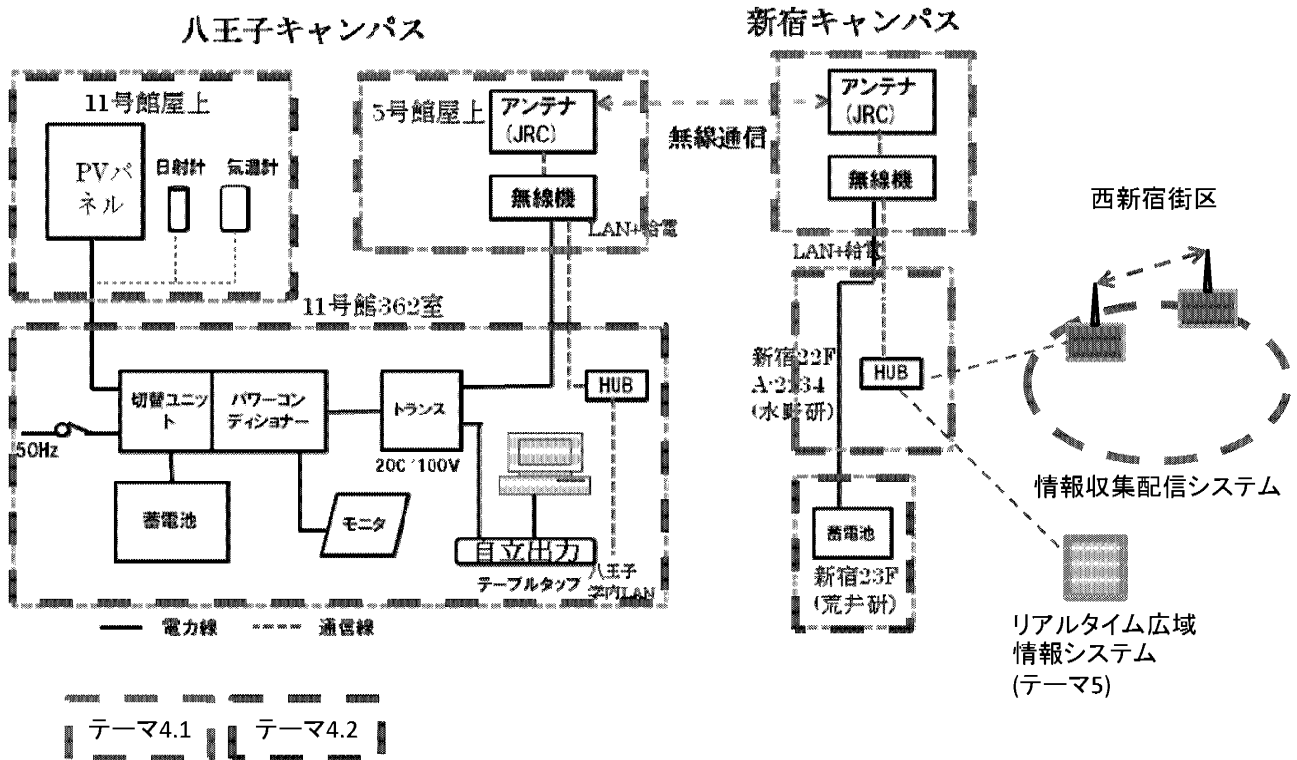 八王子キャンパス
新宿キャンパス
11号館屋上
PVパ
ネル
日射計
気温計
5号館屋上
アンテナ
(JRC)
無線機
LAN+給電
無線通信
アンテナ
(JRC)
無線機
LAN+給電
西新宿街区
11号館362室
切替ユニッ
ト
パワーコン
ディショナー
トランス
200/100V
HUB
50Hz
蓄電池
モニタ
自立出力
テーブルタップ
八王子
学内LAN
電力線
通信線
新宿22F
A-2234
(水野研)
HUB
蓄電池
新宿23F
(荒井研)
情報収集配信システム
リアルタイム広域
情報システム
(テーマ5)
テーマ4.1
テーマ4.2